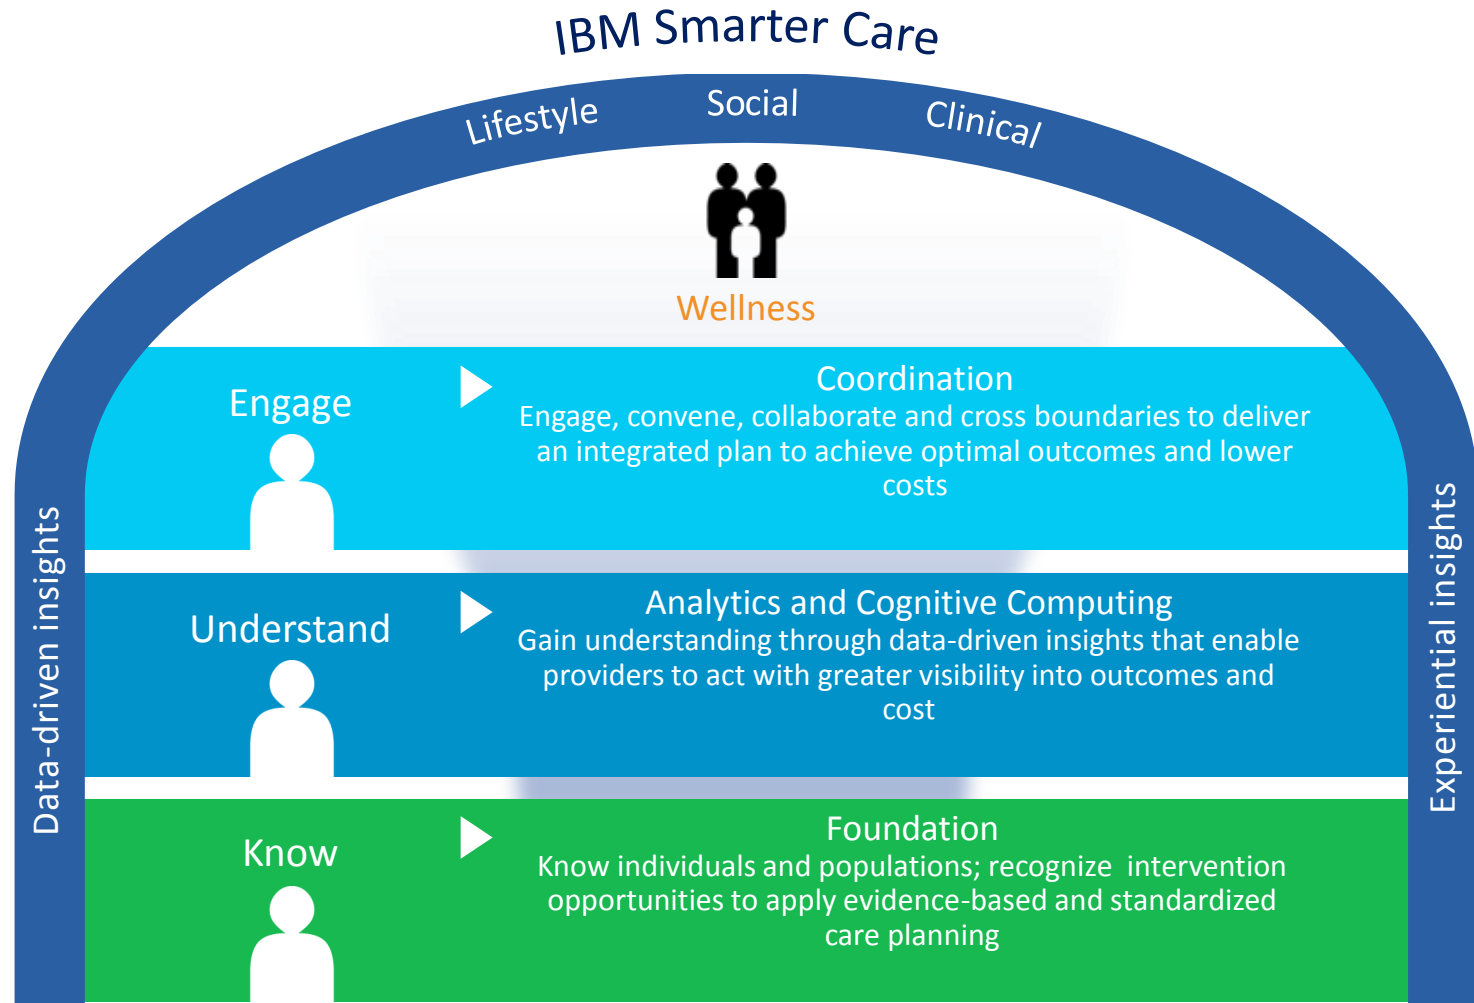 IBM Smarter Care
Lifestyle
Social
Clinical
Wellness
Engage
Coordination
Engage, convene, collaborate and cross boundaries to deliver
an integrated plan to achieve optimal outcomes and lower
costs
Understand
Analytics and Cognitive Computing
Gain understanding through data-driven insights that enable
providers to act with greater visibility into outcomes and
cost
Know
Foundation
Know individuals and populations; recognize  intervention
opportunities to apply evidence-based and standardized
care planning
Data-driven insights
Experiential insights